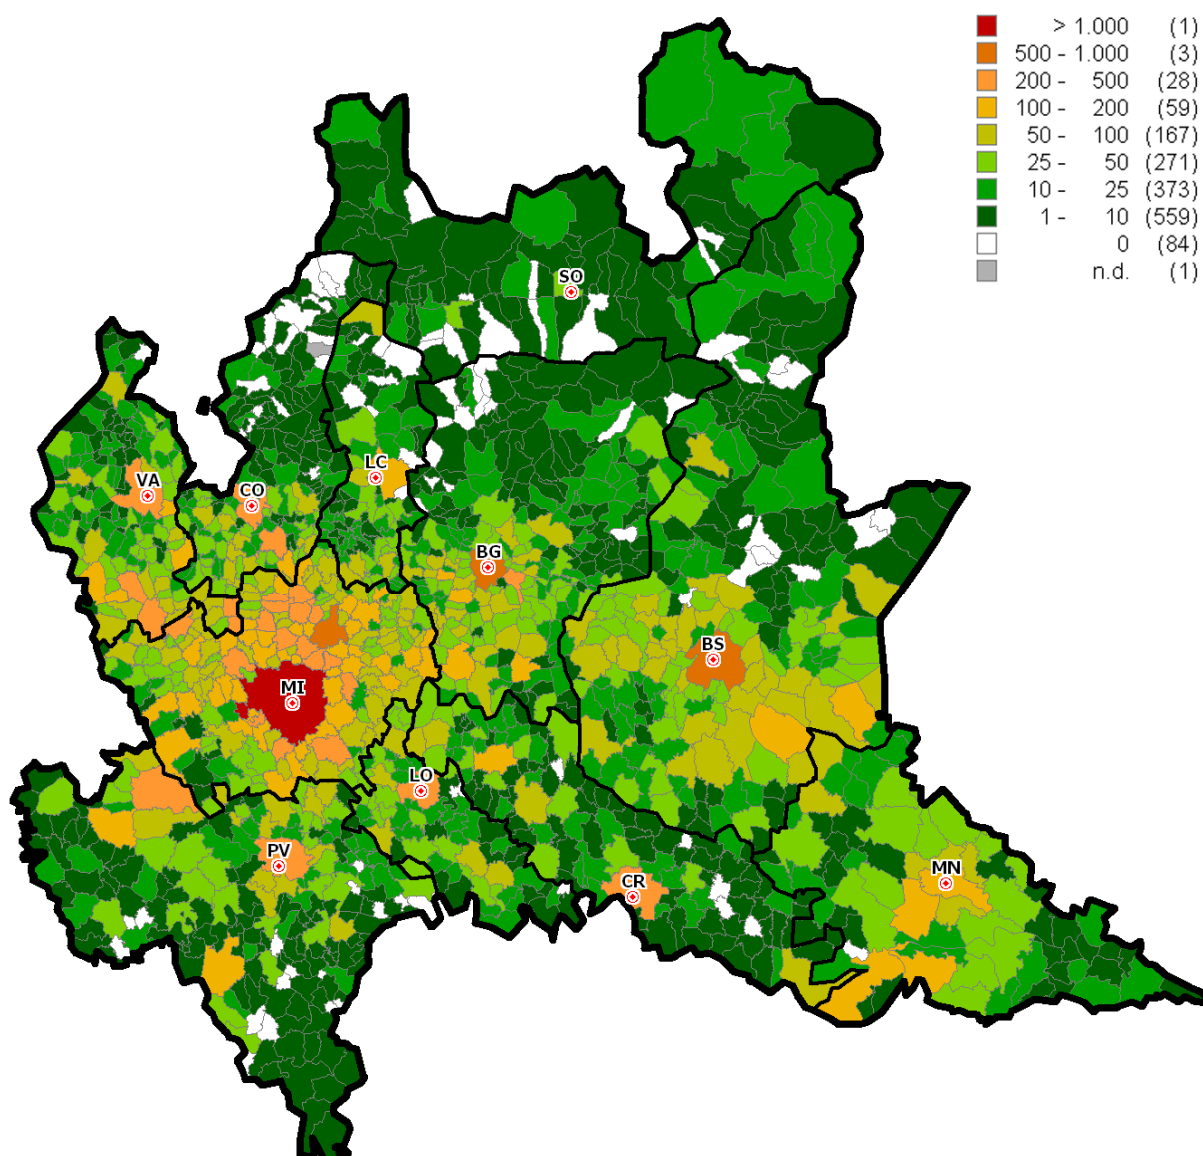 > 1.000 (1)
500 - 1.000 (3)
200 - 500 (28)
100 - 200 (59)
50 - 100 (167)
25 - 50 (271)
10 - 25 (373)
1 - 10 (559)
0 (84)
n.d. (1)
SO
LC
VA
CO
BG
BS
MI
LO
PV
MN
CR